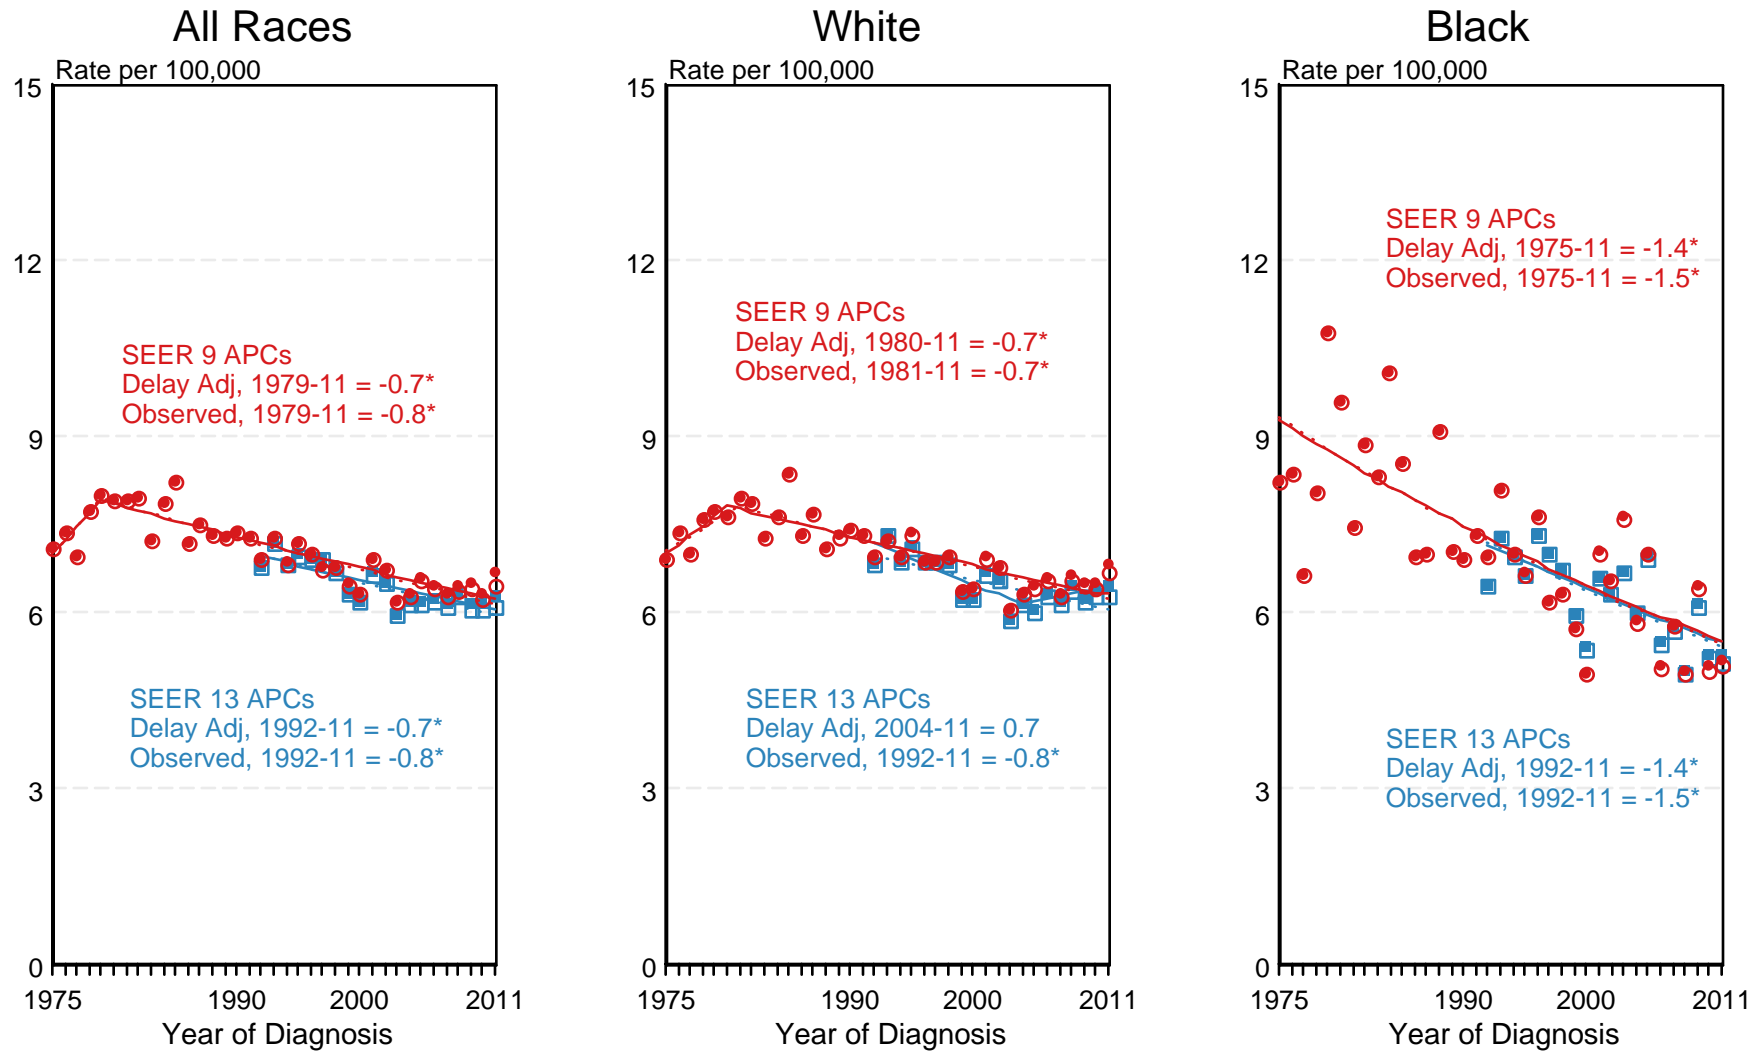 All Races
Rate per 100,000
15
12
9
6
3
0
SEER 9 APCs
Delay Adj, 1979-11 = -0.7*
Observed, 1979-11 = -0.8*
SEER 13 APCs
Delay Adj, 1992-11 = -0.7*
Observed, 1992-11 = -0.8*
1975 1990 2000 2011
Year of Diagnosis
White
Rate per 100,000
15
12
9
6
3
0
SEER 9 APCs
Delay Adj, 1980-11 = -0.7*
Observed, 1981-11 = -0.7*
SEER 13 APCs
Delay Adj, 2004-11 = 0.7
Observed, 1992-11 = -0.8*
1975 1990 2000 2011
Year of Diagnosis
Black
Rate per 100,000
15
12
9
6
3
0
SEER 9 APCs
Delay Adj, 1975-11 = -1.4*
Observed, 1975-11 = -1.5*
SEER 13 APCs
Delay Adj, 1992-11 = -1.4*
Observed, 1992-11 = -1.5*
1975 1990 2000 2011
Year of Diagnosis